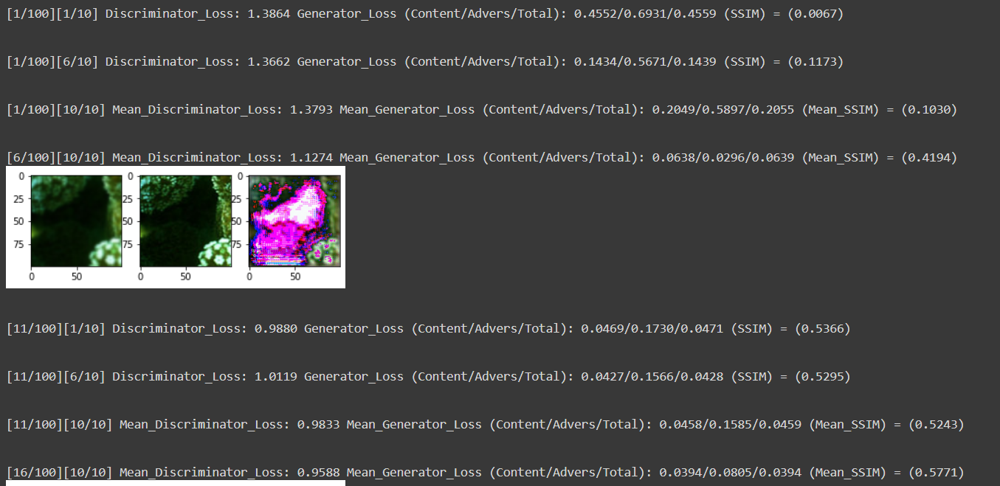 [1/100][1/10] Discriminator_Loss: 1.3864 Generator_Loss (Content/Advers/Total): 0.4552/0.6931/0.4559 (SSIM) = (0.0067)
[1/100][6/10] Discriminator_Loss: 1.3662 Generator_Loss (Content/Advers/Total): 0.1434/0.5671/0.1439 (SSIM) = (0.1173)
[1/100][10/10] Mean_Discriminator_Loss: 1.3793 Mean_Generator_Loss (Content/Advers/Total): 0.2049/0.5897/0.2055 (Mean_SSIM) = (0.1030)
[6/100][10/10] Mean_Discriminator_Loss: 1.1274 Mean_Generator_Loss (Content/Advers/Total): 0.0638/0.0296/0.0639 (Mean_SSIM) = (0.4194)
0 0 0
25 25 25
50 50 50
75 75 75
0 50 0 50 0 50
[11/100][1/10] Discriminator_Loss: 0.9880 Generator_Loss (Content/Advers/Total): 0.0469/0.1730/0.0471 (SSIM) = (0.5366)
[11/100][6/10] Discriminator_Loss: 1.0119 Generator_Loss (Content/Advers/Total): 0.0427/0.1566/0.0428 (SSIM) = (0.5295)
[11/100][10/10] Mean_Discriminator_Loss: 0.9833 Mean_Generator_Loss (Content/Advers/Total): 0.0458/0.1585/0.0459 (Mean_SSIM) = (0.5243)
[16/100][10/10] Mean_Discriminator_Loss: 0.9588 Mean_Generator_Loss (Content/Advers/Total): 0.0394/0.0805/0.0394 (Mean_SSIM) = (0.5771)